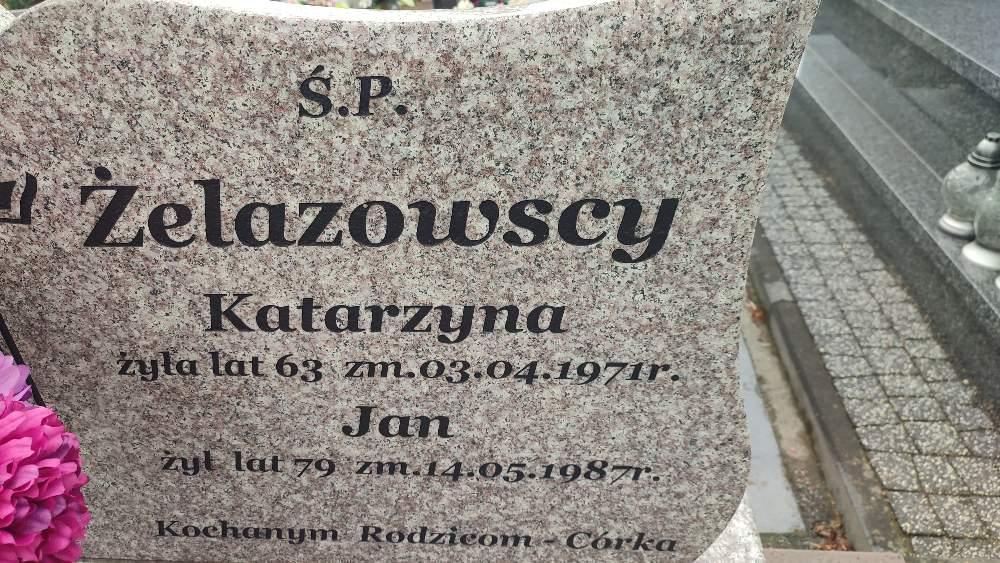 Ś.P.
Żelazowscy
Katarzyna
żyła lat 63 zm.03.04.1971r.
Jan
żył lat 79 zm.14.05.1987r.
Kochanym Rodzicom - Córka